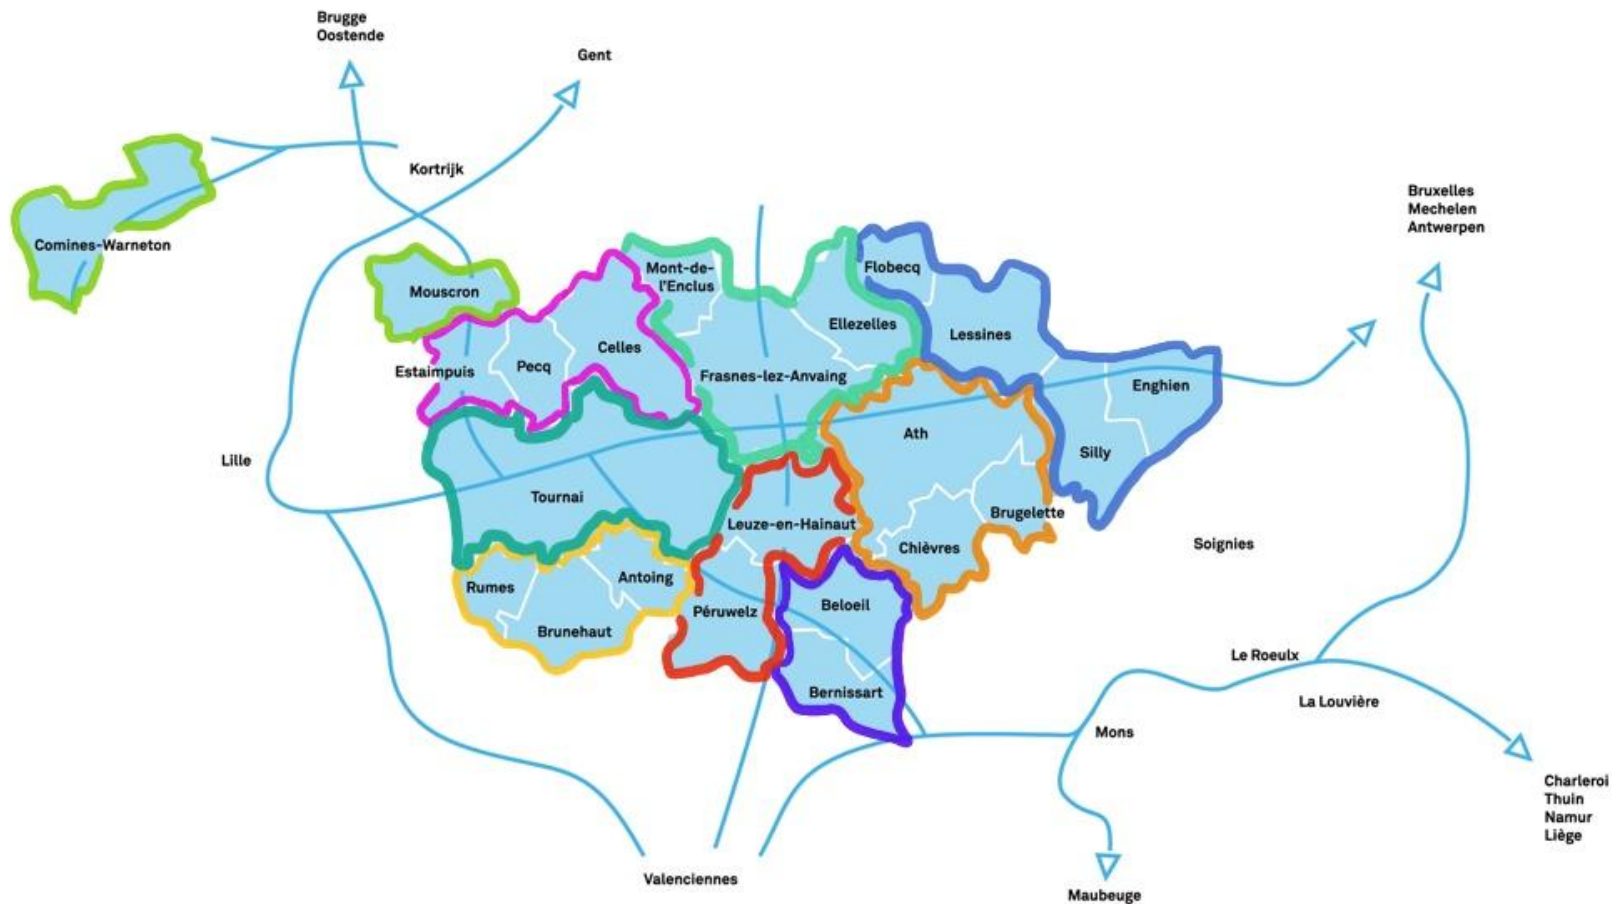 Brugge
Oostende
Gent
Kortrijk
Bruxelles
Mechelen
Antwerpen
Comines-Warneton
Mouscron
Mont-de-
l'Enclus
Flobecq
Ellezelles
Lessines
Estaimpuis
Pecq
Celles
Frasnes-lez-Anvaing
Enghien
Ath
Silly
Lille
Tournai
Leuze-en-Hainaut
Brugelette
Chièvres
Soignies
Rumes
Antoing
Brunehaut
Péruwelz
Beloeil
Bernissart
Le Roeulx
La Louvière
Mons
Charleroi
Thuin
Namur
Liège
Valenciennes
Maubeuge